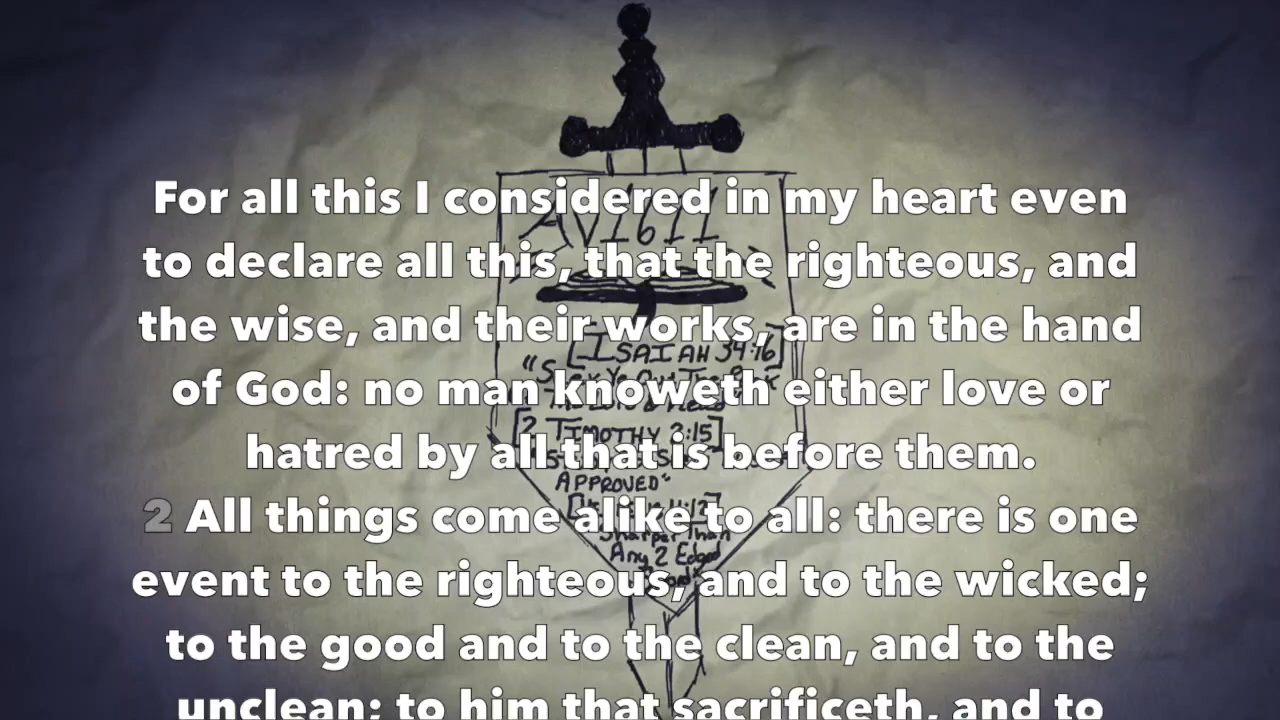 For all this I considered in my heart even
AV1611
to declare all this, that the righteous, and
the wise, and their works, are in the hand
[ISAIAH 34:16]
of God: no man knoweth either love or
[2 TIMOTHY 2:15]
hatred by all that is before them.
APPROVED"
2 All things come alike to all: there is one
Sharper Than
Any 2 Edged
event to the righteous, and to the wicked;
to the good and to the clean, and to the
unclean; to him that sacrificeth, and to